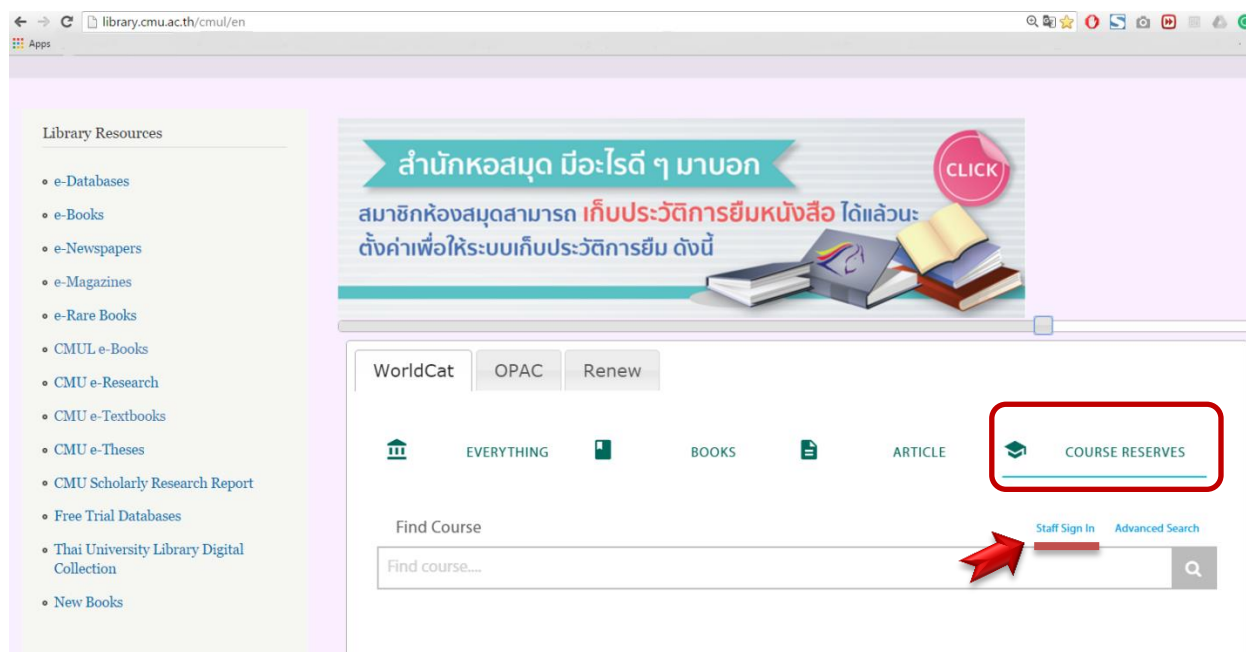 library.cmu.ac.th/cmul/en
Apps
Library Resources
e-Databases
e-Books
e-Newspapers
e-Magazines
e-Rare Books
CMUL e-Books
CMU e-Research
CMU e-Textbooks
CMU e-Theses
CMU Scholarly Research Report
Free Trial Databases
Thai University Library Digital
Collection
New Books
สำนักหอสมุด มีอะไรดี ๆ มาบอก
CLICK
สมาชิกห้องสมุดสามารถ เก็บประวัติการยืมหนังสือ ได้แล้วนะ
ตั้งค่าเพื่อให้ระบบเก็บประวัติการยืม ดังนี้
WorldCat OPAC Renew
EVERYTHING BOOKS ARTICLE COURSE RESERVES
Find Course Staff Sign In Advanced Search
Find course....